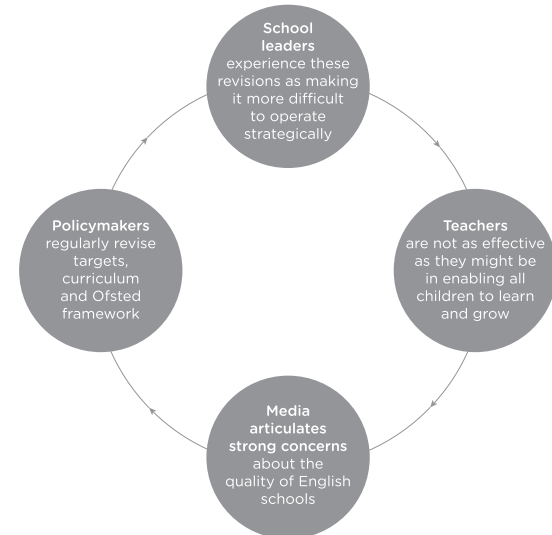 School
leaders
experience these
revisions as making
it more difficult
to operate
strategically
Teachers
are not as effective
as they might be
in enabling all
children to learn
and grow
Media
articulates
strong concerns
about the
quality of English
schools
Policymakers
regularly revise
targets,
curriculum
and Ofsted
framework